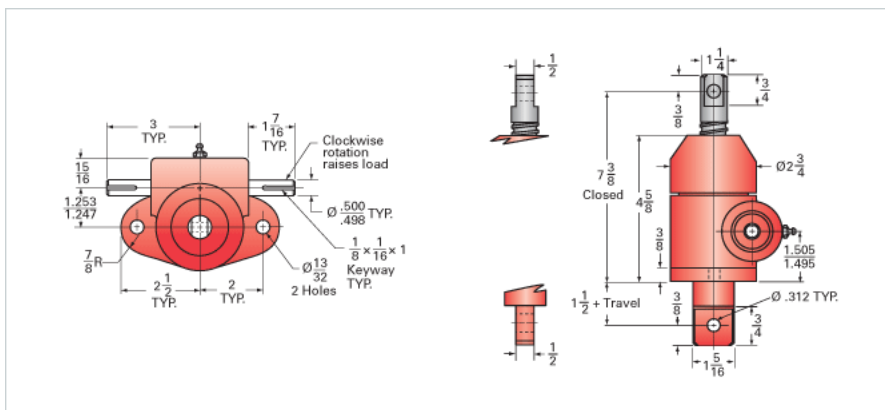 3
TYP.
1 7/16
TYP.
Clockwise
rotation
raises load
15/16
1.253
1.247
Ø .500/.498 TYP.
1/8 x 1/16 x 1
Keyway
TYP.
7/8 R
Ø 13/32
2 Holes
2 1/2
TYP.
2
TYP.
1/2
1/2
1 1/4
3/4
3/8
7 3/8
Closed
4 5/8
Ø2 3/4
3/8
1.505
1.495
1 1/2 + Travel
3/8
Ø .312 TYP.
3/4
1 5/16